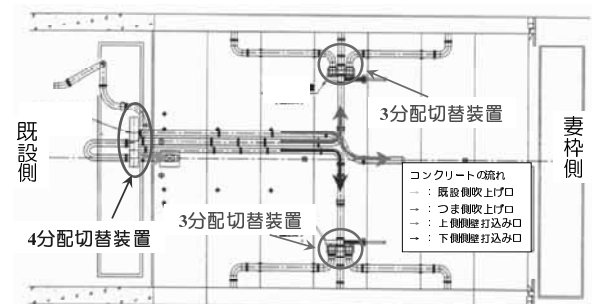 3分配切替装置
既設側
妻枠側
コンクリートの流れ
→ : 既設側吹上げ口
→ : つま側吹上げ口
→ : 上側側壁打込み口
→ : 下側側壁打込み口
3分配切替装置
4分配切替装置